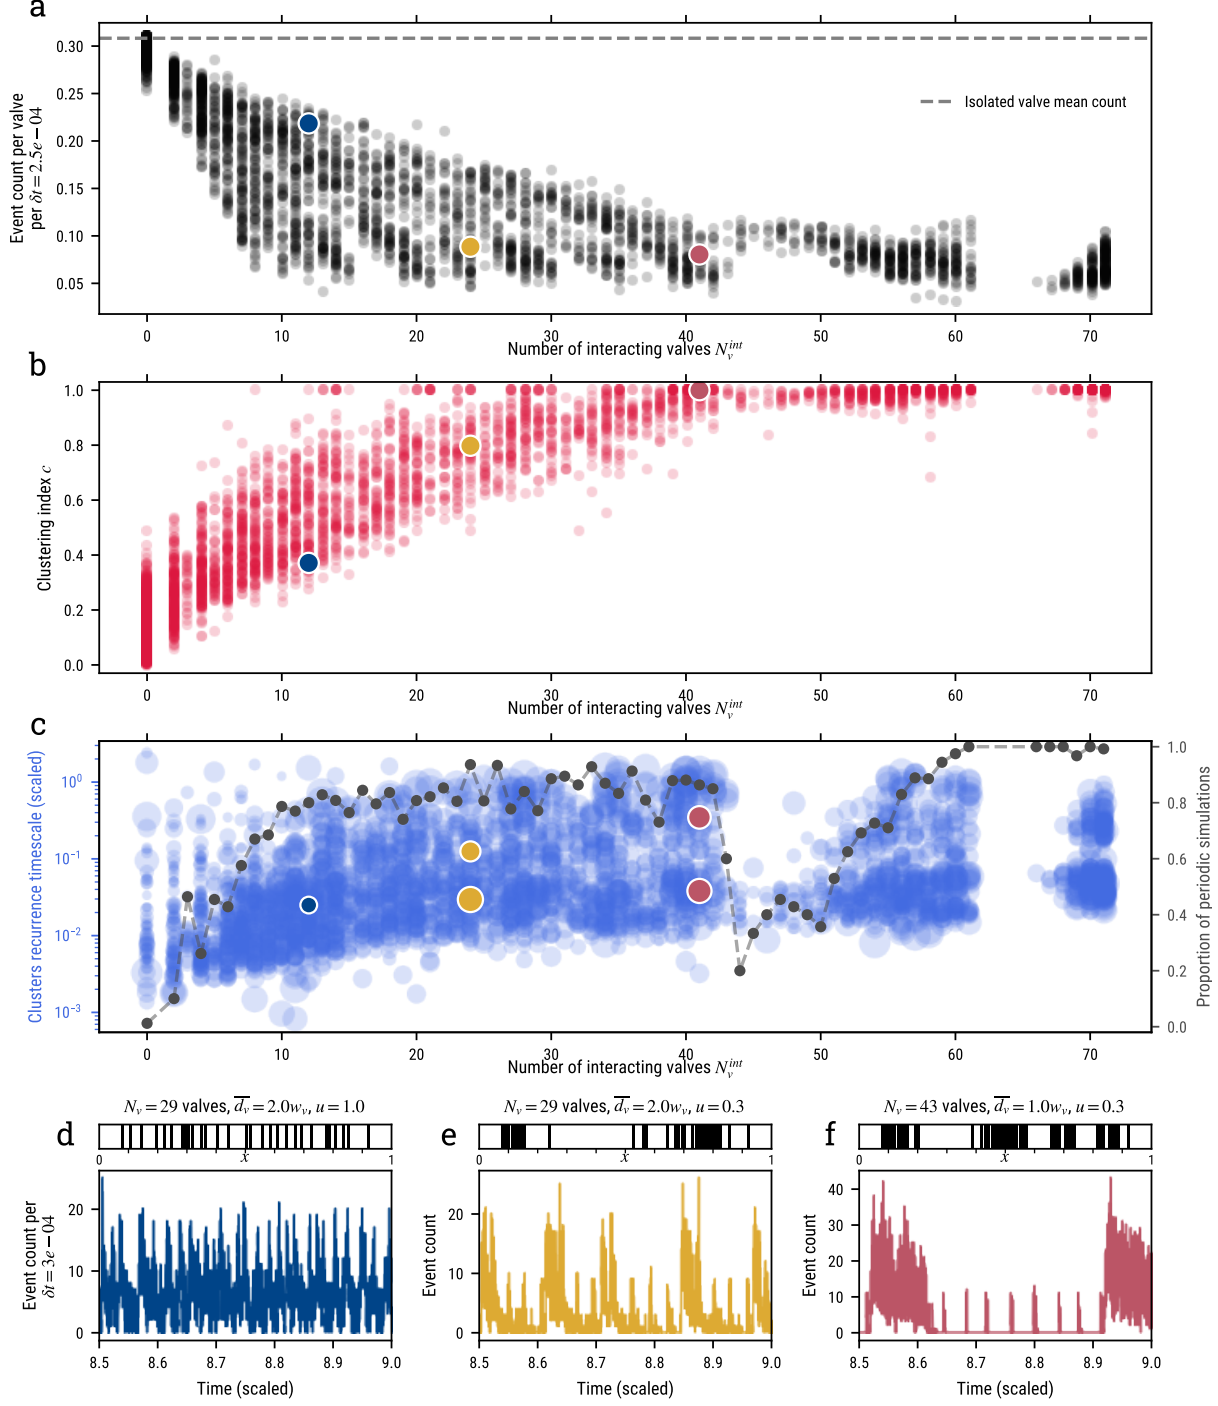 a
Event count per valve
per δt = 2.5e − 04
0.30
0.25
0.20
0.15
0.10
0.05
Isolated valve mean count
0 10 20 30 40 50 60 70
Number of interacting valves N_v^int
b
Clustering index c
1.0
0.8
0.6
0.4
0.2
0.0
0 10 20 30 40 50 60 70
Number of interacting valves N_v^int
c
Clusters recurrence timescale (scaled)
10⁰
10⁻¹
10⁻²
10⁻³
1.0
0.8
0.6
0.4
0.2
0.0
Proportion of periodic simulations
0 10 20 30 40 50 60 70
Number of interacting valves N_v^int
N_v = 29 valves, \overline{d_v} = 2.0w_v, u = 1.0
d
0 x 1
Event count per
δt = 3e − 04
20
10
0
8.5 8.6 8.7 8.8 8.9 9.0
Time (scaled)
N_v = 29 valves, \overline{d_v} = 2.0w_v, u = 0.3
e
0 x 1
Event count
20
10
0
8.5 8.6 8.7 8.8 8.9 9.0
Time (scaled)
N_v = 43 valves, \overline{d_v} = 1.0w_v, u = 0.3
f
0 x 1
Event count
40
30
20
10
0
8.5 8.6 8.7 8.8 8.9 9.0
Time (scaled)